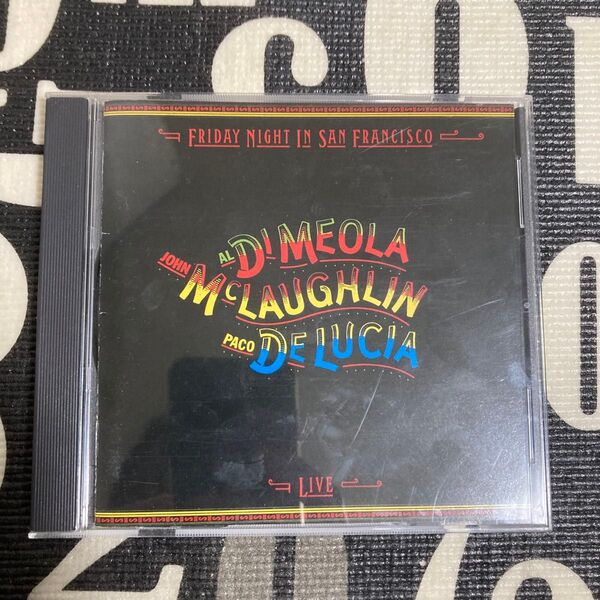 FRIDAY NIGHT IN SAN FRANCISCO
AL DI MEOLA
JOHN MCLAUGHLIN
PACO DE LUCIA
LIVE